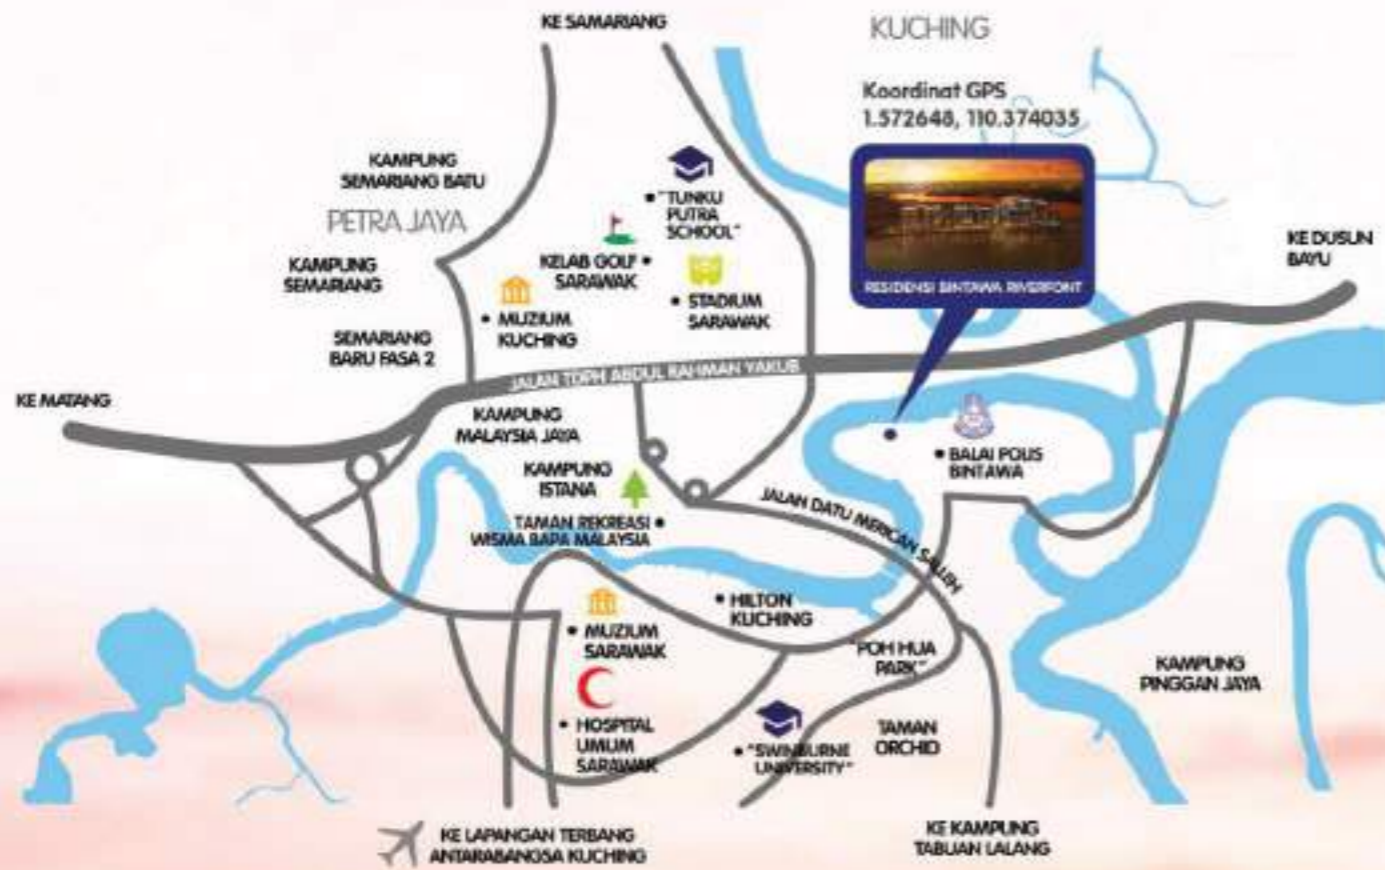 KE SAMARIANG
KUCHING
Koordinat GPS
1.572648, 110.374035
KAMPUNG
SEMARIANG BATU
PETRA JAYA
"TUNKU
PUTRA
SCHOOL"
KAMPUNG
SEMARIANG
KELAB GOLF
SARAWAK
STADIUM
SARAWAK
MUZIUM
KUCHING
RESIDENSI BINTAWA RIVERFONT
KE DUSUN
BAYU
SEMARIANG
BARU FASA 2
JALAN TDPH ABDUL RAHMAN YAKUB
KE MATANG
KAMPUNG
MALAYSIA JAYA
KAMPUNG
ISTANA
BALAI POLIS
BINTAWA
TAMAN REKREASI
WISMA BAPA MALAYSIA
JALAN DATU MERICAN SALLEH
HILTON
KUCHING
MUZIUM
SARAWAK
"POH HUA
PARK"
KAMPUNG
PINGGAN JAYA
HOSPITAL
UMUM
SARAWAK
"SWINBURNE
UNIVERSITY"
TAMAN
ORCHID
KE LAPANGAN TERBANG
ANTARABANGSA KUCHING
KE KAMPUNG
TABUAN LALANG